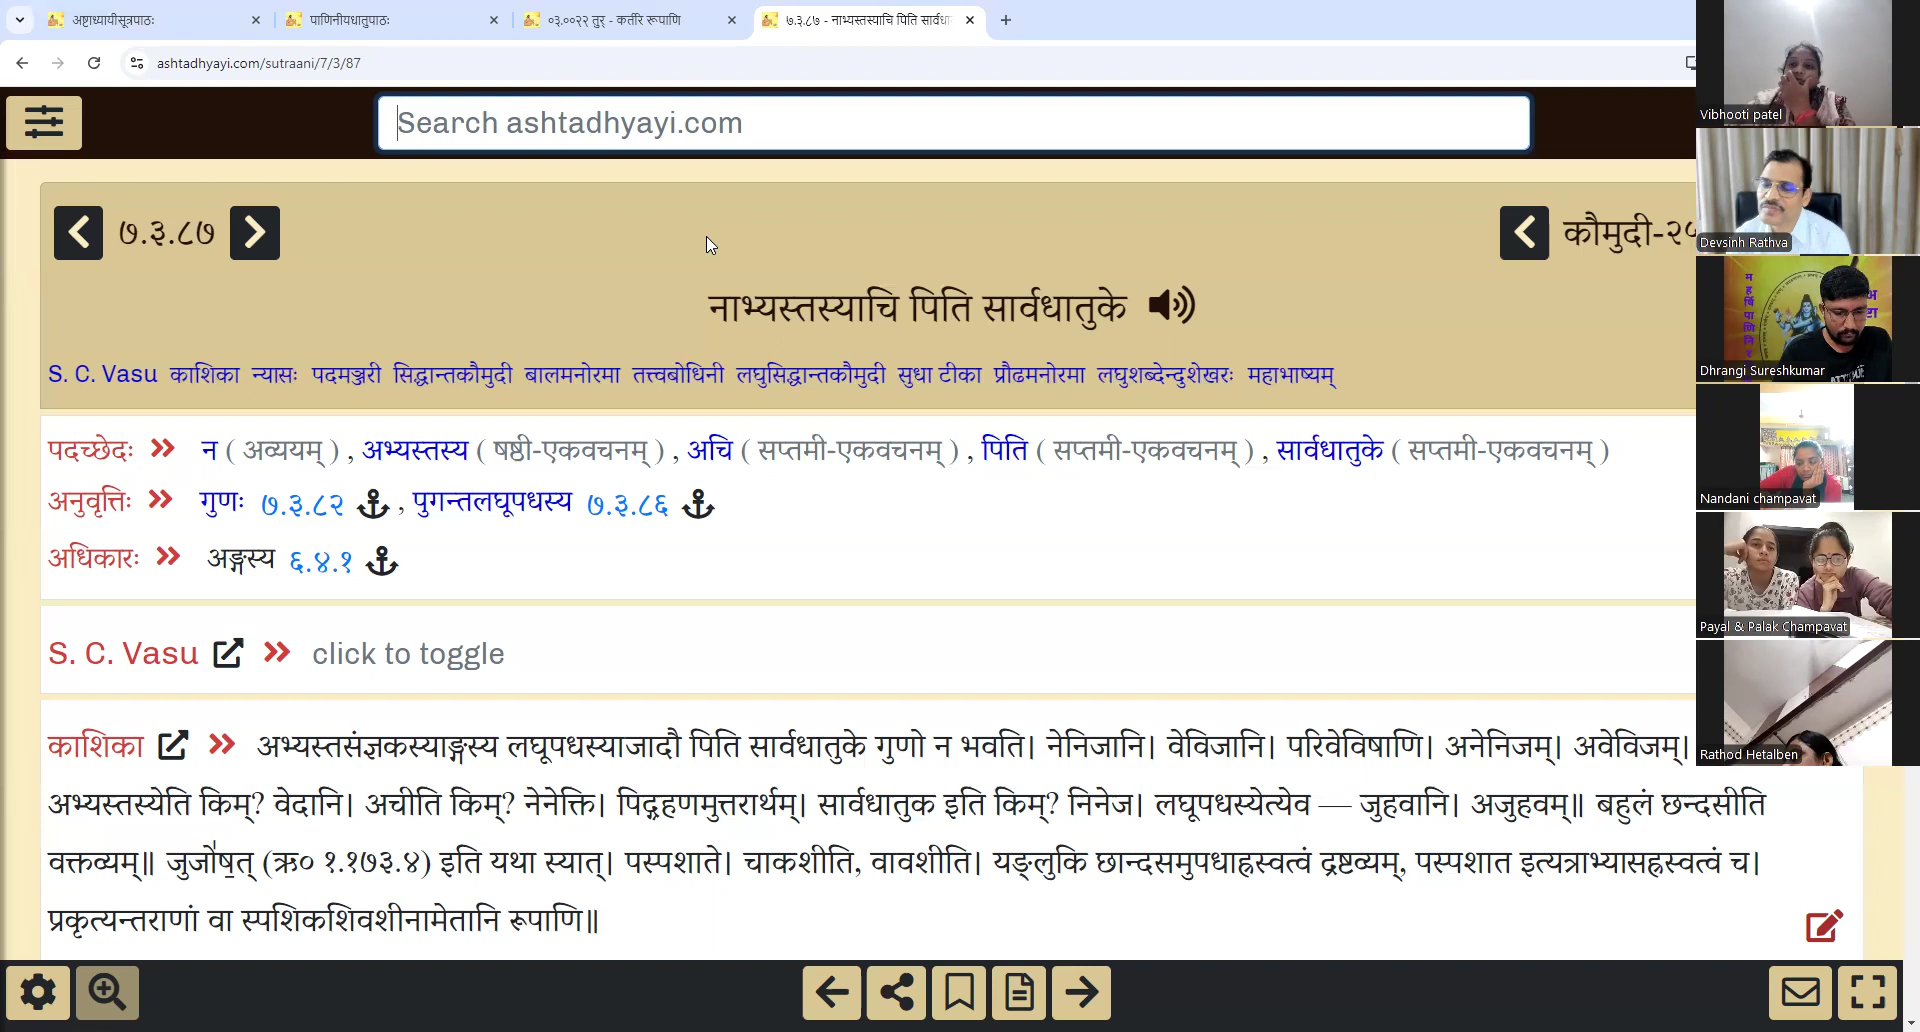 अष्टाध्यायीसूत्रपाठः
पाणिनीयधातुपाठः
०३.००२२ तुर् - कर्तरि रूपाणि
७.३.८७ - नाभ्यस्तस्याचि पिति सार्वधा
ashtadhyayi.com/sutraani/7/3/87
Search ashtadhyayi.com
७.३.८७
कौमुदी-२५
नाभ्यस्तस्याचि पिति सार्वधातुके
S. C. Vasu काशिका न्यासः पदमञ्जरी सिद्धान्तकौमुदी बालमनोरमा तत्त्वबोधिनी लघुसिद्धान्तकौमुदी सुधा टीका प्रौढमनोरमा लघुशब्देन्दुशेखरः महाभाष्यम्
पदच्छेदः न ( अव्ययम् ) , अभ्यस्तस्य ( षष्ठी-एकवचनम् ) , अचि ( सप्तमी-एकवचनम् ) , पिति ( सप्तमी-एकवचनम् ) , सार्वधातुके ( सप्तमी-एकवचनम् )
अनुवृत्तिः गुणः ७.३.८२ , पुगन्तलघूपधस्य ७.३.८६
अधिकारः अङ्गस्य ६.४.१
S. C. Vasu click to toggle
काशिका अभ्यस्तसंज्ञकस्याङ्गस्य लघूपधस्याजादौ पिति सार्वधातुके गुणो न भवति। नेनिजानि। वेविजानि। परिवेविषाणि। अनेनिजम्। अवेविजम्।
अभ्यस्तस्येति किम्? वेदानि। अचीति किम्? नेनेक्ति। पिद्ग्रहणमुत्तरार्थम्। सार्वधातुक इति किम्? निनेज। लघूपधस्येत्येव — जुहवानि। अजुहवम्॥ बहुलं छन्दसीति
वक्तव्यम्॥ जुजो॑ष॒त् (ऋ० १.१७३.४) इति यथा स्यात्। पस्पशाते। चाकशीति, वावशीति। यङ्लुकि छान्दसमुपधाह्रस्वत्वं द्रष्टव्यम्, पस्पशात इत्यत्राभ्यासह्रस्वत्वं च।
प्रकृत्यन्तराणां वा स्पशिकशिवशीनामेतानि रूपाणि॥
Vibhooti patel
Devsinh Rathva
महर्षिपाणिनि
Dhrangi Sureshkumar
Nandani champavat
Payal & Palak Champavat
Rathod Hetalben